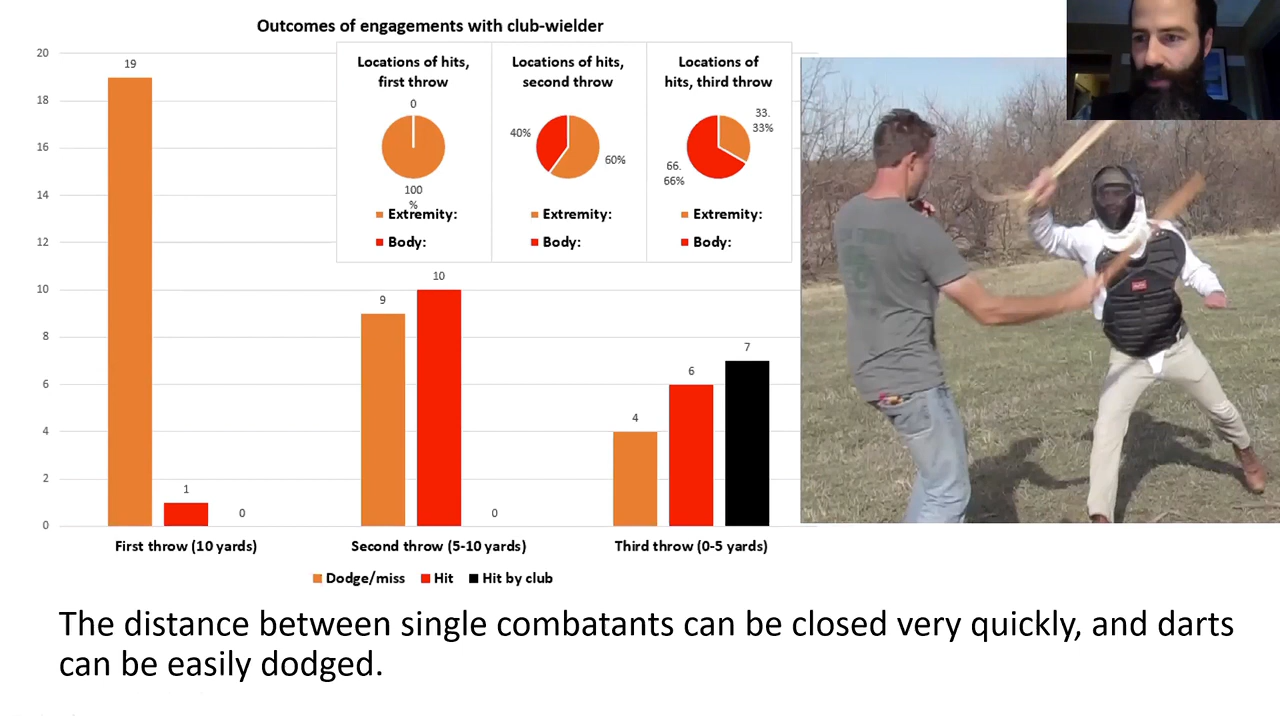 Outcomes of engagements with club-wielder
20
18
16
14
12
10
8
6
4
2
0
19
1
0
9
10
0
4
6
7
Locations of hits,
first throw
0
100
%
Extremity:
Body:
Locations of hits,
second throw
40%
60%
Extremity:
Body:
Locations of
hits, third throw
33.
33%
66.
66%
Extremity:
Body:
First throw (10 yards)
Second throw (5-10 yards)
Third throw (0-5 yards)
Dodge/miss
Hit
Hit by club
The distance between single combatants can be closed very quickly, and darts
can be easily dodged.